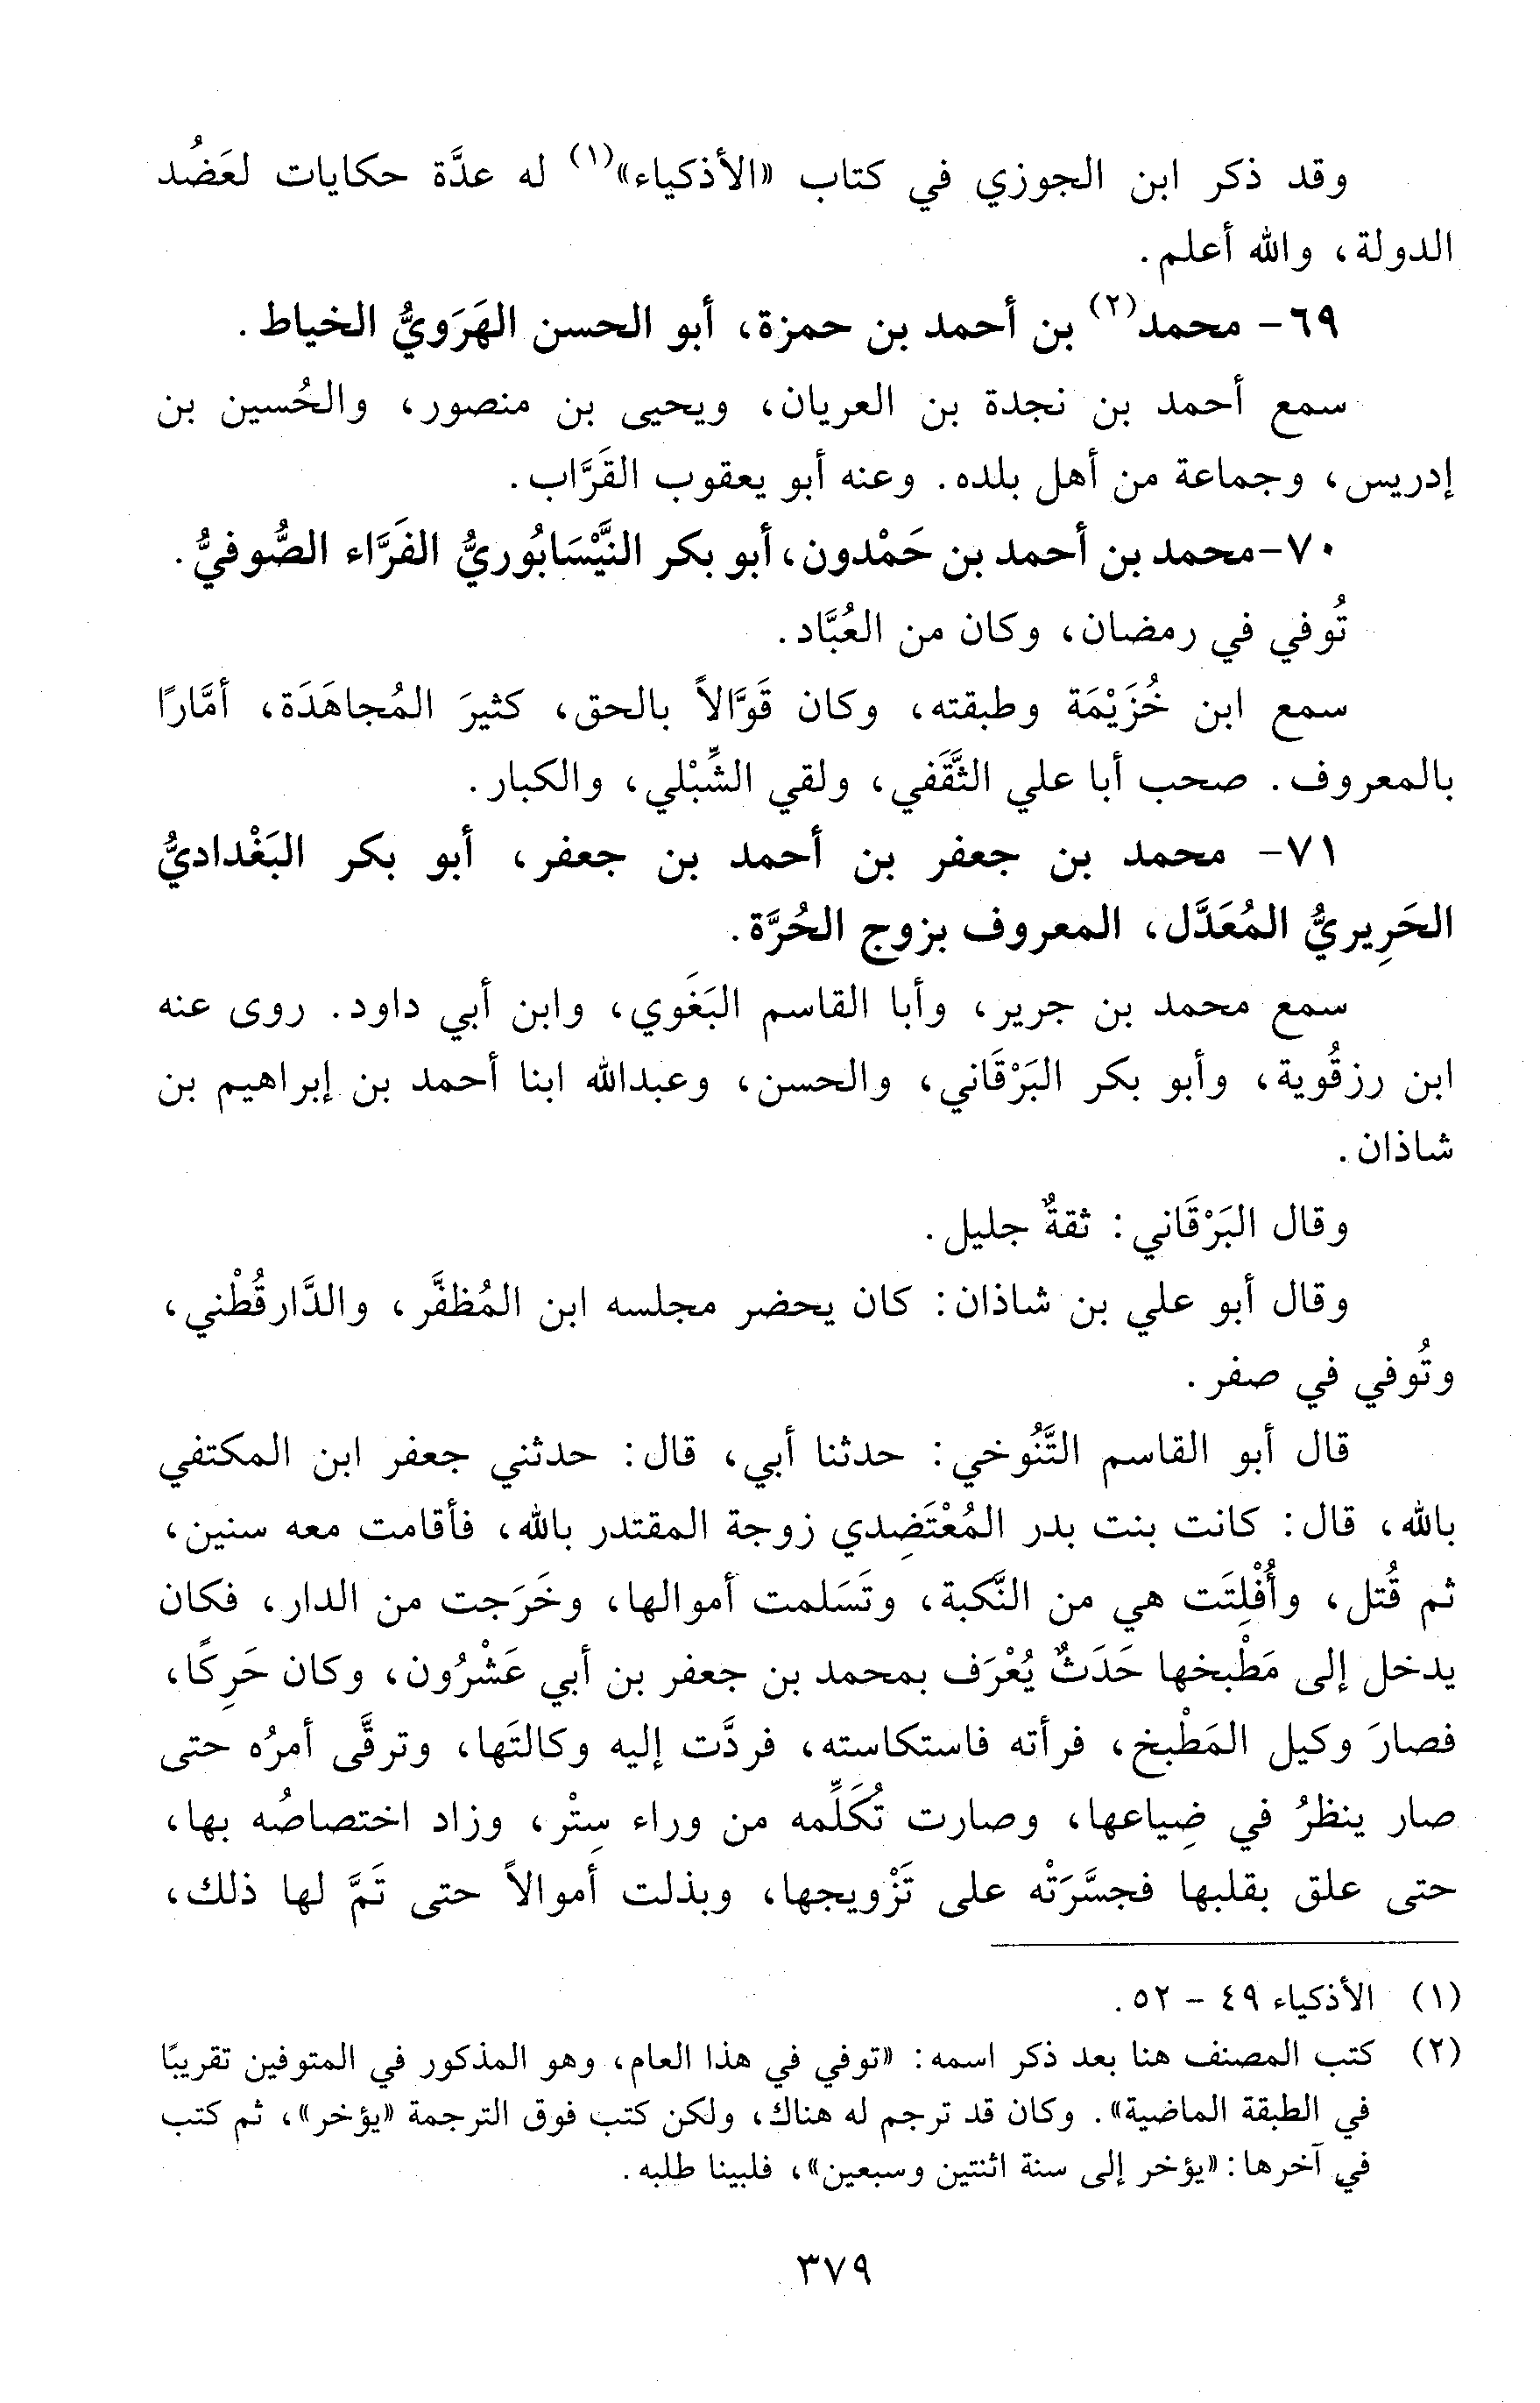 وقد ذكر ابن الجوزي في كتاب «الأذكياء»(١) له عدَّة حكايات لعَضُد
الدولة، والله أعلم.
٦٩- محمد(٢) بن أحمد بن حمزة، أبو الحسن الهَرَويُّ الخياط.
سمع أحمد بن نجدة بن العريان، ويحيى بن منصور، والحُسين بن
إدريس، وجماعة من أهل بلده. وعنه أبو يعقوب القَرَّاب.
٧٠-محمد بن أحمد بن حَمْدون، أبو بكر النَّيْسَابُوريُّ الفَرَّاء الصُّوفيُّ.
تُوفي في رمضان، وكان من العُبَّاد.
سمع ابن خُزَيْمَة وطبقته، وكان قَوَّالاً بالحق، كثيرَ المُجاهَدَة، أمَّارًا
بالمعروف. صحب أبا علي الثَّقَفي، ولقي الشِّبْلي، والكبار.
٧١- محمد بن جعفر بن أحمد بن جعفر، أبو بكر البَغْداديُّ
الحَرِيريُّ المُعَدَّل، المعروف بزوج الحُرَّة.
سمع محمد بن جرير، وأبا القاسم البَغَوي، وابن أبي داود. روى عنه
ابن رزقُوية، وأبو بكر البَرْقَاني، والحسن، وعبدالله ابنا أحمد بن إبراهيم بن
شاذان.
وقال البَرْقَاني: ثقةٌ جليل.
وقال أبو علي بن شاذان: كان يحضر مجلسه ابن المُظفَّر، والدَّارقُطْني،
وتُوفي في صفر.
قال أبو القاسم التَّنُوخي: حدثنا أبي، قال: حدثني جعفر ابن المكتفي
بالله، قال: كانت بنت بدر المُعْتَضِدي زوجة المقتدر بالله، فأقامت معه سنين،
ثم قُتل، وأُفْلِتَت هي من النَّكبة، وتَسَلمت أموالها، وخَرَجت من الدار، فكان
يدخل إلى مَطْبخها حَدَثٌ يُعْرَف بمحمد بن جعفر بن أبي عَشْرُون، وكان حَرِكًا،
فصارَ وكيل المَطْبخ، فرأته فاستكاسته، فردَّت إليه وكالتَها، وترقَّى أمرُه حتى
صار ينظرُ في ضِياعها، وصارت تُكَلِّمه من وراء سِتْر، وزاد اختصاصُه بها،
حتى علق بقلبها فجسَّرَتْه على تَزْويجها، وبذلت أموالاً حتى تَمَّ لها ذلك،
(١) الأذكياء ٤٩ - ٥٢.
(٢) كتب المصنف هنا بعد ذكر اسمه: «توفي في هذا العام، وهو المذكور في المتوفين تقريبًا
في الطبقة الماضية». وكان قد ترجم له هناك، ولكن كتب فوق الترجمة «يؤخر»، ثم كتب
في آخرها: «يؤخر إلى سنة اثنتين وسبعين»، فلبينا طلبه.
٣٧٩